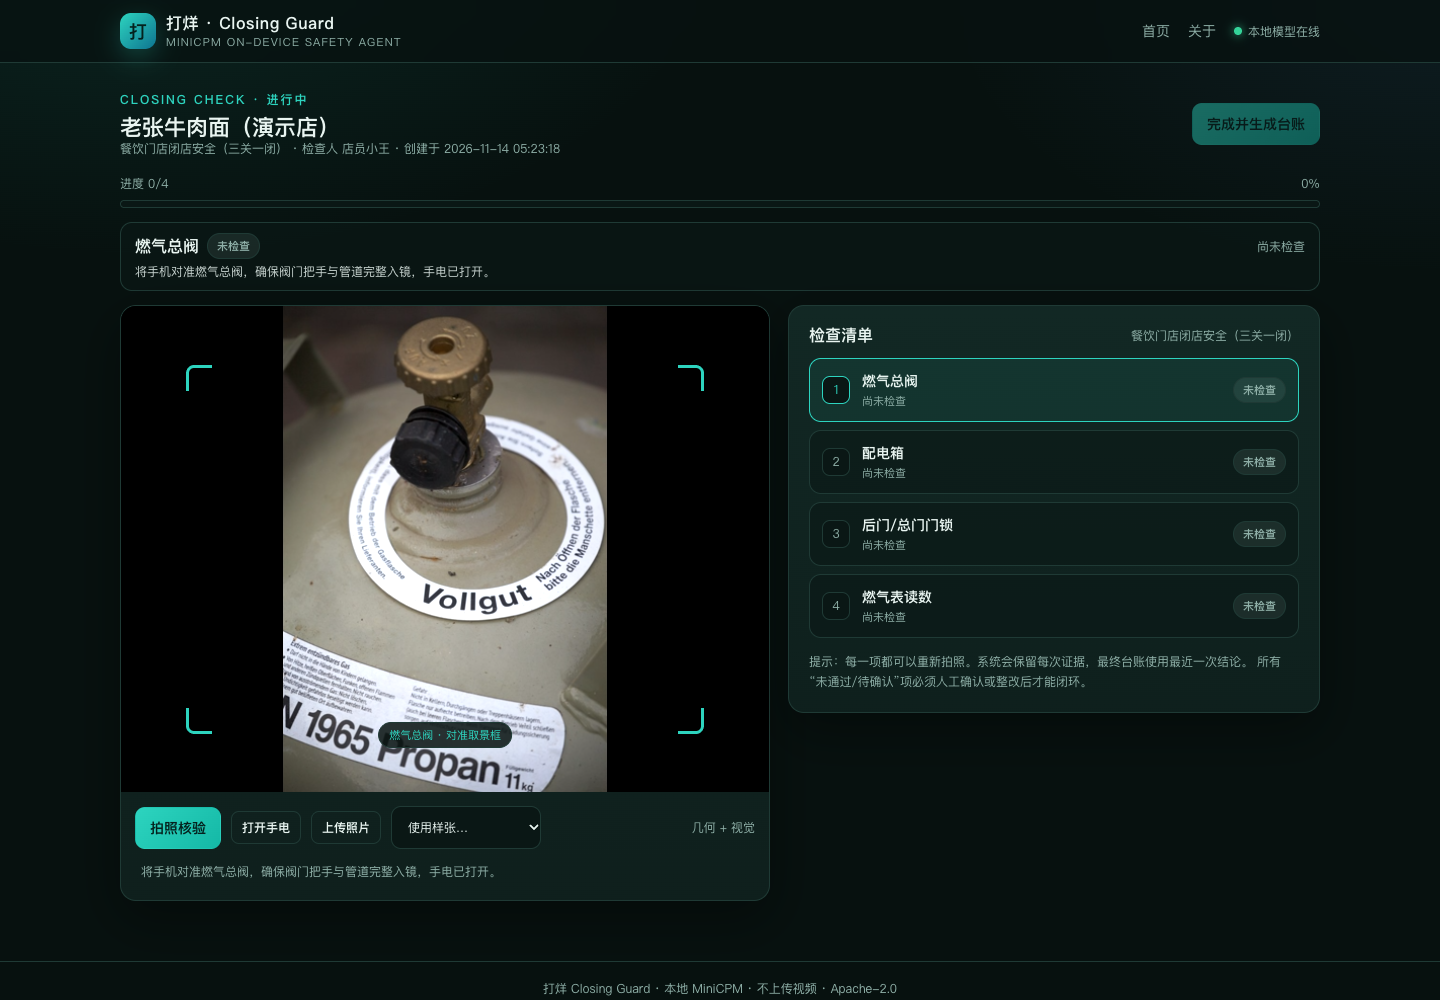 打
打烊 · Closing Guard
MINICPM ON-DEVICE SAFETY AGENT
首页
关于
本地模型在线
CLOSING CHECK · 进行中
老张牛肉面（演示店）
餐饮门店闭店安全（三关一闭） · 检查人 店员小王 · 创建于 2026-11-14 05:23:18
完成并生成台账
进度 0/4
0%
燃气总阀
未检查
尚未检查
将手机对准燃气总阀，确保阀门把手与管道完整入镜，手电已打开。
Nach Öffnen der Flasche
bitte die Manschette entfernen.
Vollgut
Extrem entzündbares Gas
N 1965 Propan 11kg
燃气总阀 · 对准取景框
拍照核验
打开手电
上传照片
使用样张...
几何 + 视觉
将手机对准燃气总阀，确保阀门把手与管道完整入镜，手电已打开。
检查清单
餐饮门店闭店安全（三关一闭）
1
燃气总阀
尚未检查
未检查
2
配电箱
尚未检查
未检查
3
后门/总门门锁
尚未检查
未检查
4
燃气表读数
尚未检查
未检查
提示：每一项都可以重新拍照。系统会保留每次证据，最终台账使用最近一次结论。 所有
“未通过/待确认”项必须人工确认或整改后才能闭环。
打烊 Closing Guard · 本地 MiniCPM · 不上传视频 · Apache-2.0